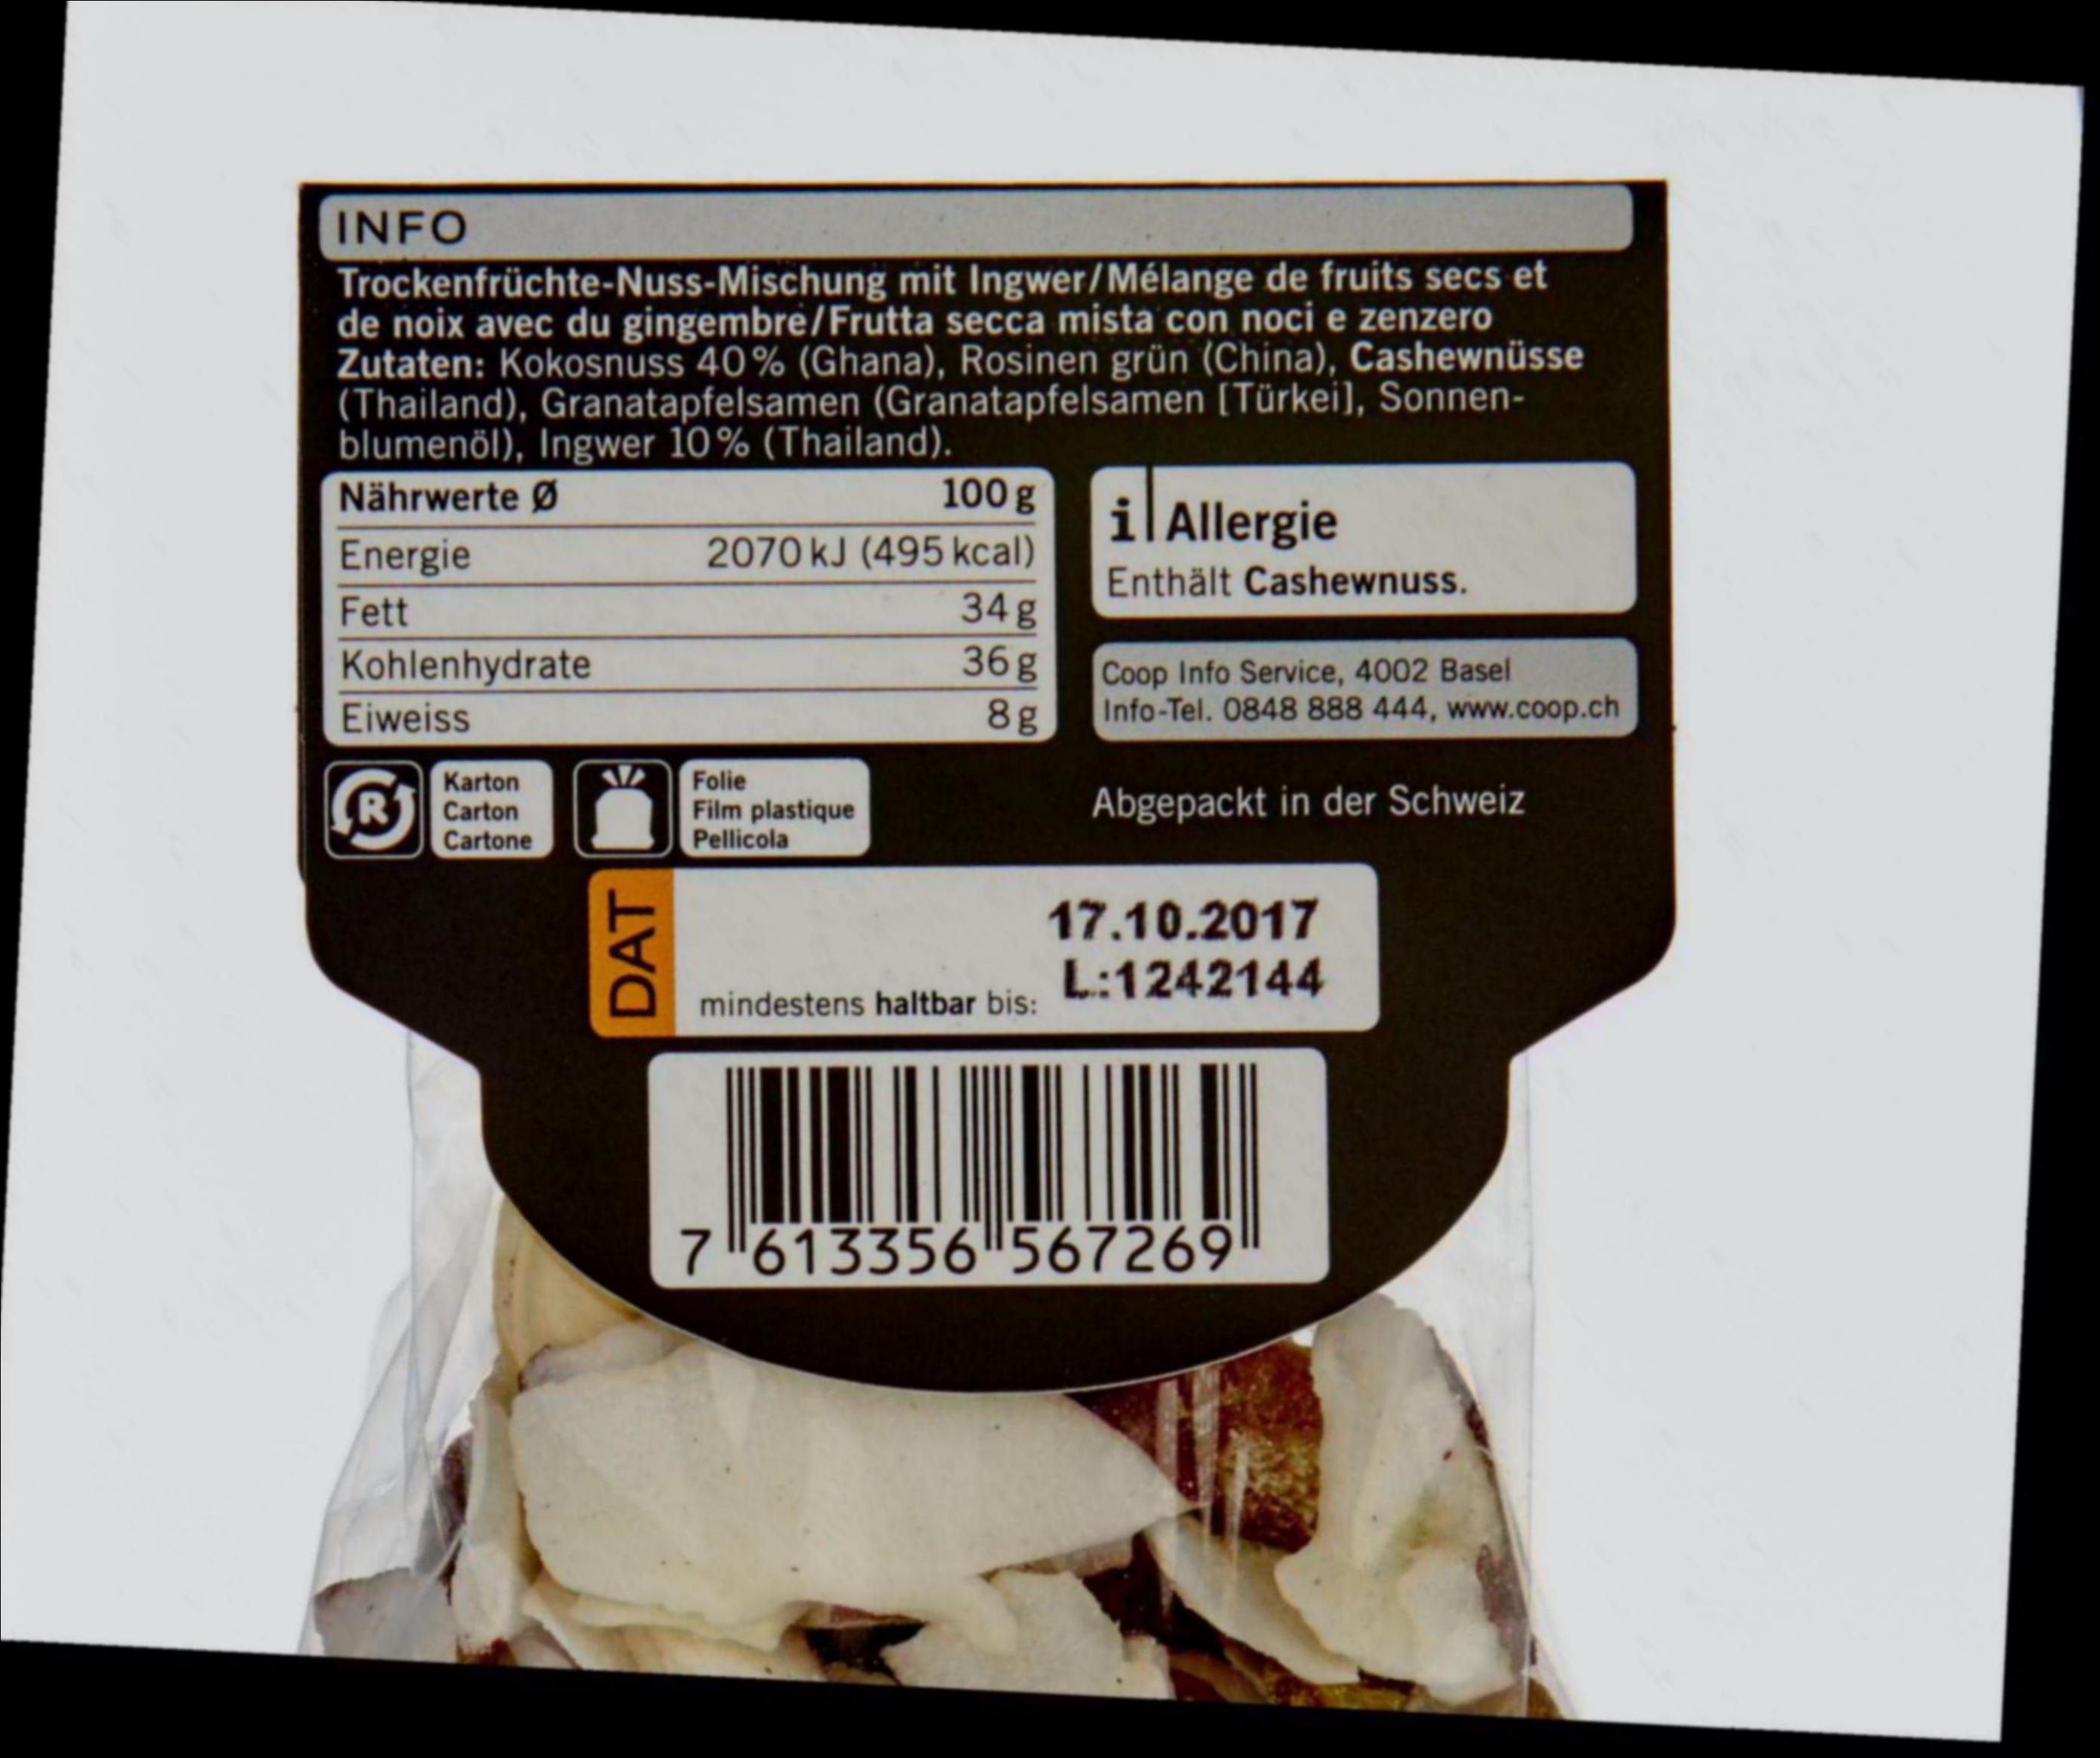 INFO
Trockenfrüchte-Nuss-Mischung mit Ingwer/Mélange de fruits secs et
de noix avec du gingembre/Frutta secca mista con noci e zenzero
Zutaten: Kokosnuss 40% (Ghana), Rosinen grün (China), Cashewnüsse
(Thailand), Granatapfelsamen (Granatapfelsamen [Türkei], Sonnen-
blumenöl), Ingwer 10% (Thailand).
Nährwerte Ø 100 g
Energie 2070 kJ (495 kcal)
Fett 34 g
Kohlenhydrate 36 g
Eiweiss 8 g
i Allergie
Enthält Cashewnuss.
Coop Info Service, 4002 Basel
Info-Tel. 0848 888 444, www.coop.ch
R
Karton
Carton
Cartone
Folie
Film plastique
Pellicola
Abgepackt in der Schweiz
DAT
17.10.2017
mindestens haltbar bis: L:1242144
7 613356 567269